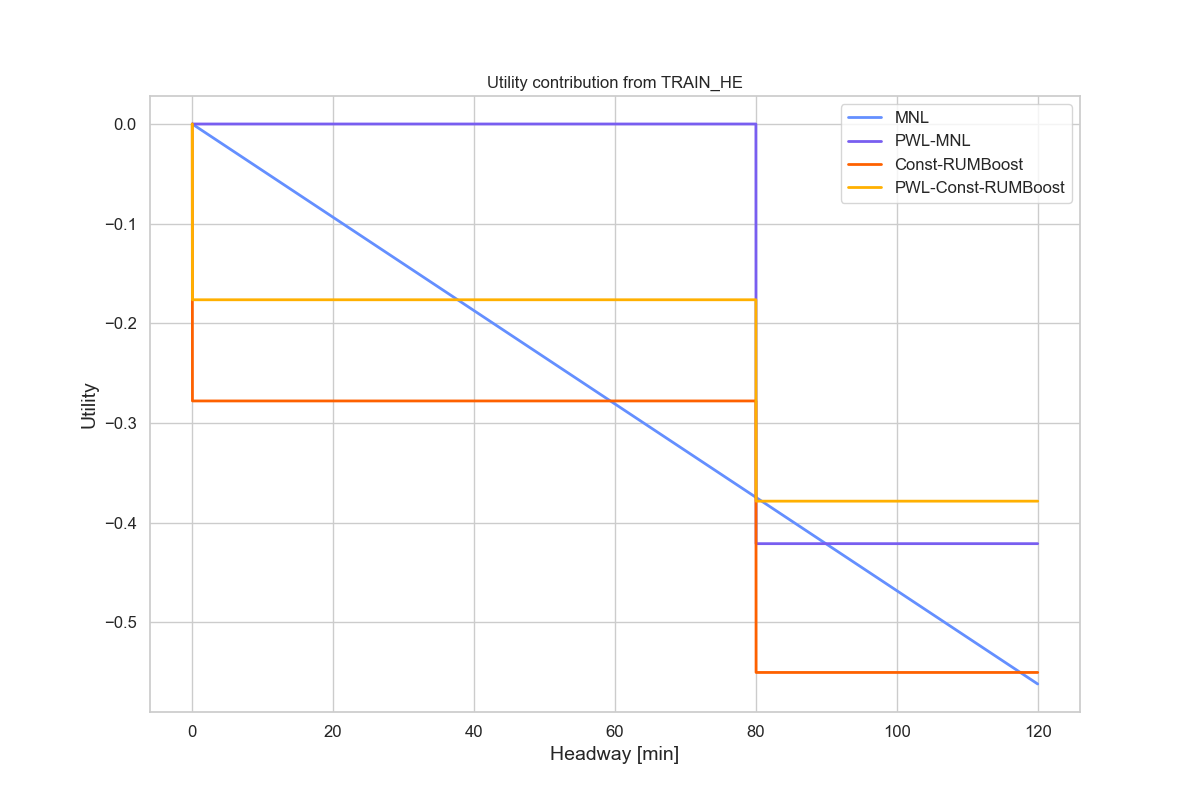 Utility contribution from TRAIN_HE
MNL
PWL-MNL
Const-RUMBoost
PWL-Const-RUMBoost
0.0
−0.1
−0.2
−0.3
−0.4
−0.5
Utility
0 20 40 60 80 100 120
Headway [min]